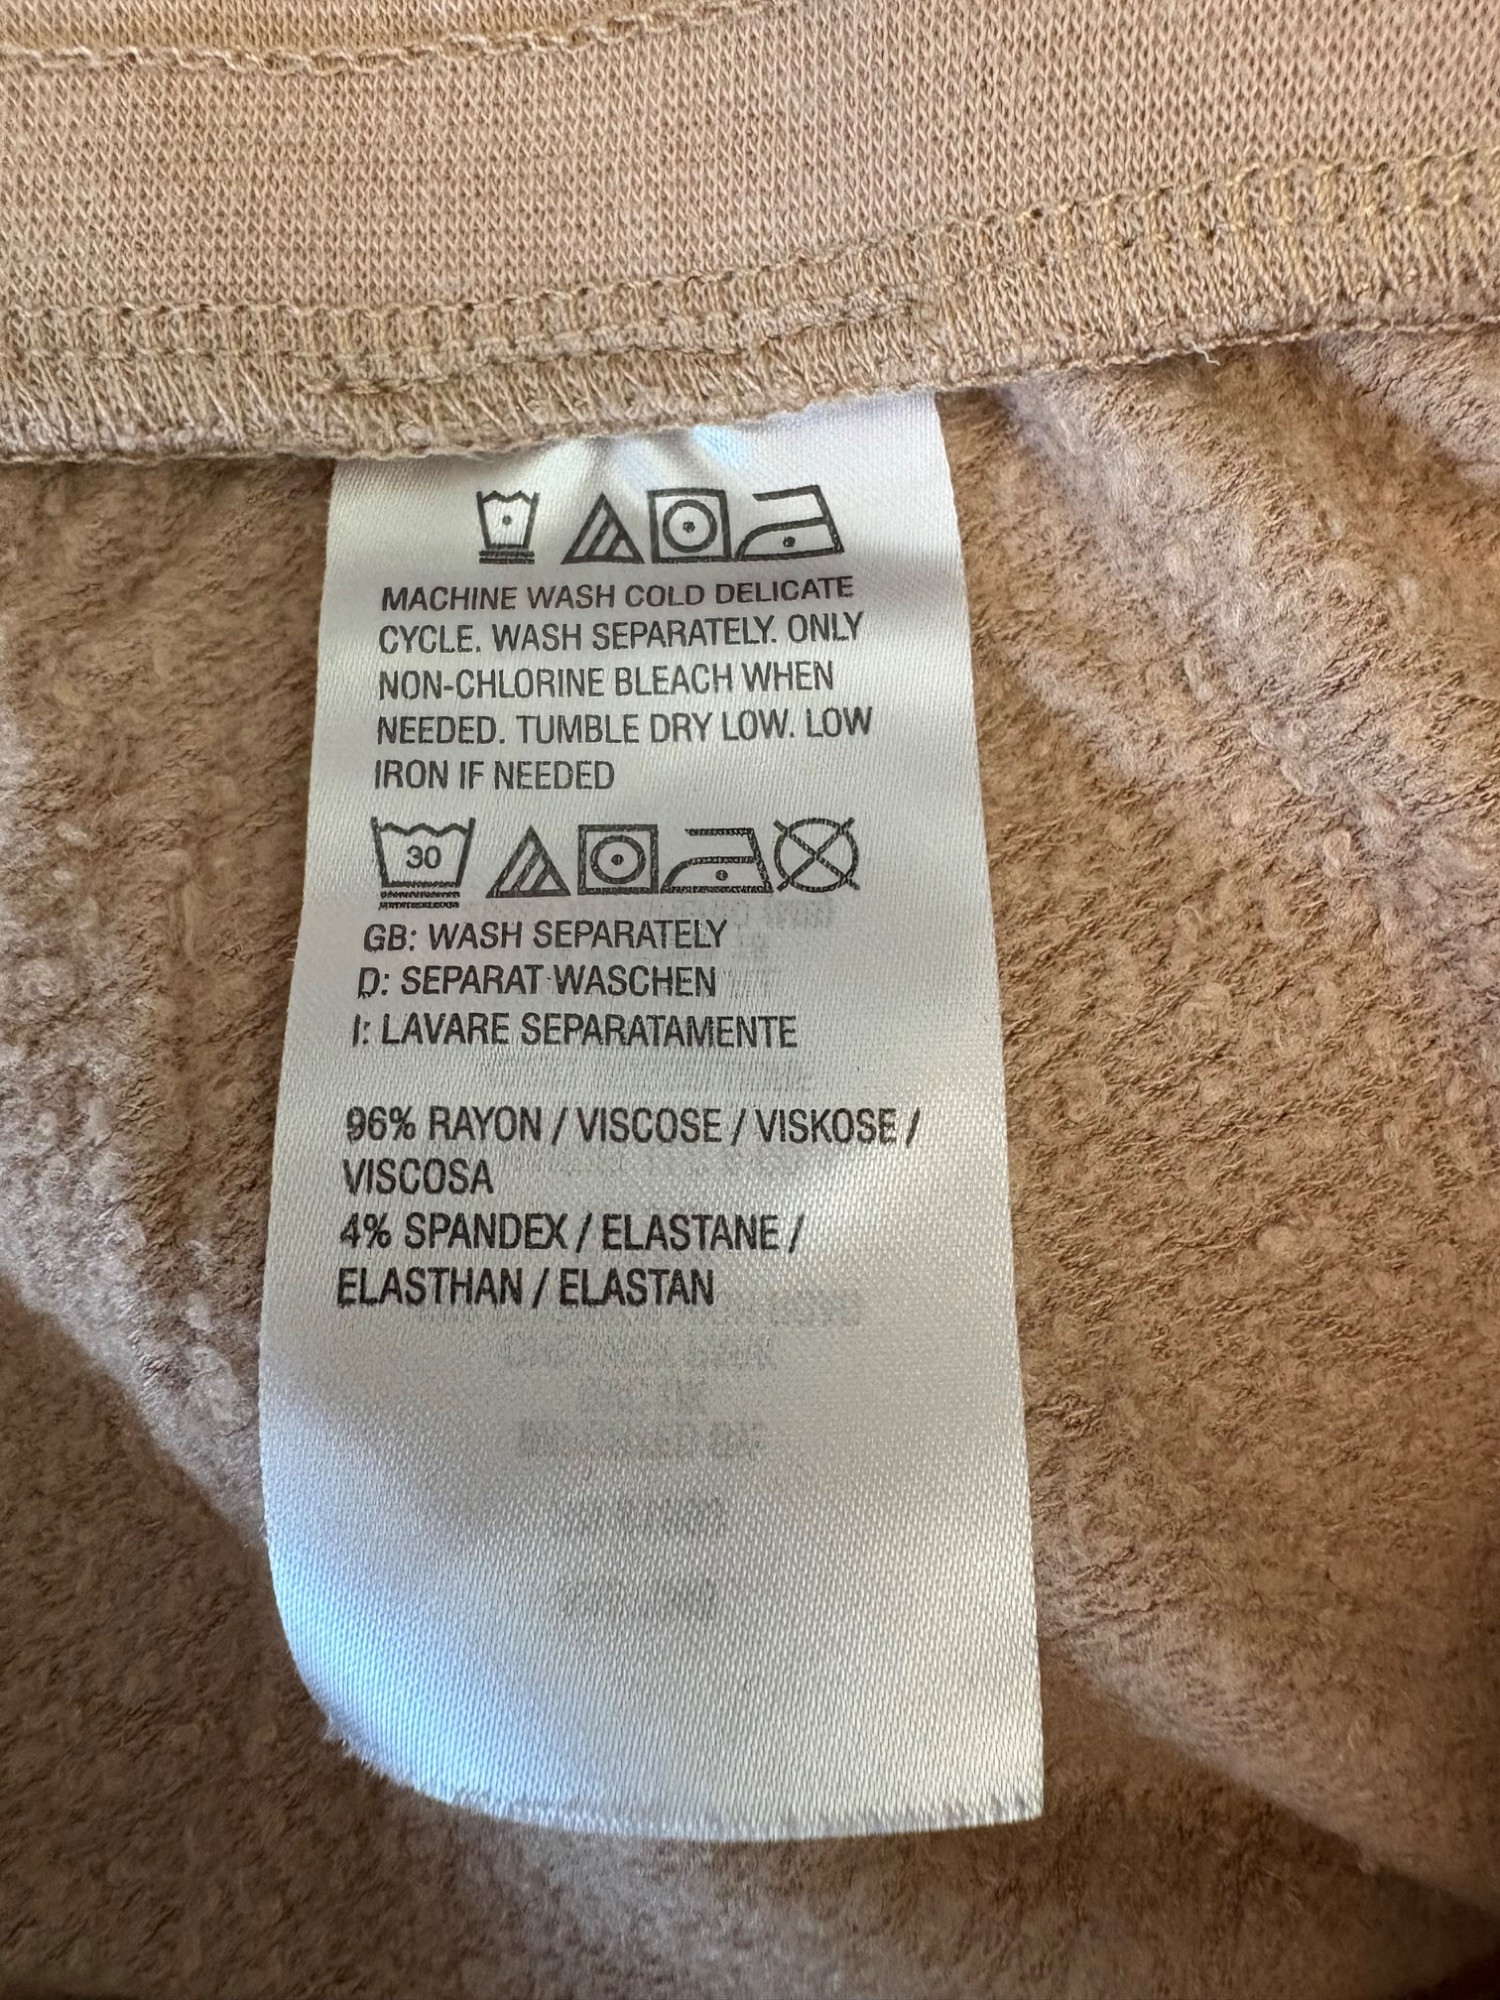 MACHINE WASH COLD DELICATE
CYCLE. WASH SEPARATELY. ONLY
NON-CHLORINE BLEACH WHEN
NEEDED. TUMBLE DRY LOW. LOW
IRON IF NEEDED
30
GB: WASH SEPARATELY
D: SEPARAT WASCHEN
I: LAVARE SEPARATAMENTE
96% RAYON / VISCOSE / VISKOSE /
VISCOSA
4% SPANDEX / ELASTANE /
ELASTHAN / ELASTAN